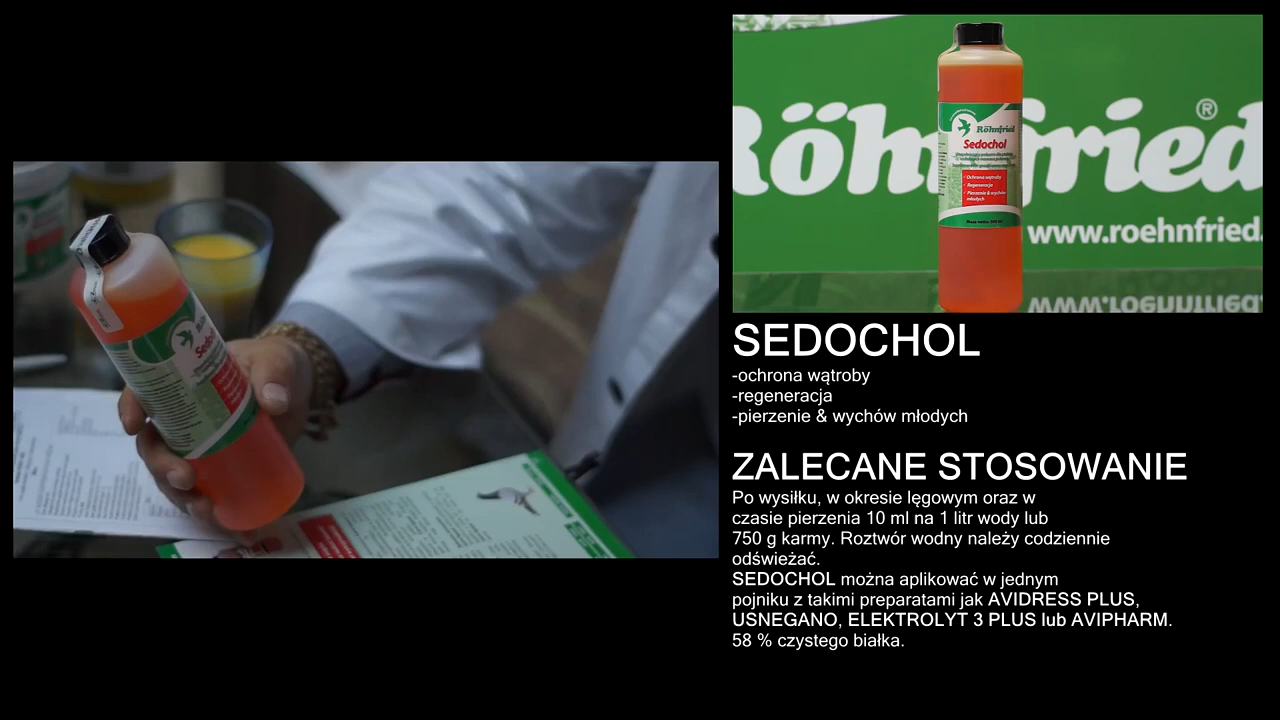 Röhnfried
®
www.roehnfried.
Röhnfried
Sedochol
Ochrona wątroby
Regeneracja
Pierzenie & wychów
młodych
SEDOCHOL
-ochrona wątroby
-regeneracja
-pierzenie & wychów młodych
ZALECANE STOSOWANIE
Po wysiłku, w okresie lęgowym oraz w
czasie pierzenia 10 ml na 1 litr wody lub
750 g karmy. Roztwór wodny należy codziennie
odświeżać.
SEDOCHOL można aplikować w jednym
pojniku z takimi preparatami jak AVIDRESS PLUS,
USNEGANO, ELEKTROLYT 3 PLUS lub AVIPHARM.
58 % czystego białka.